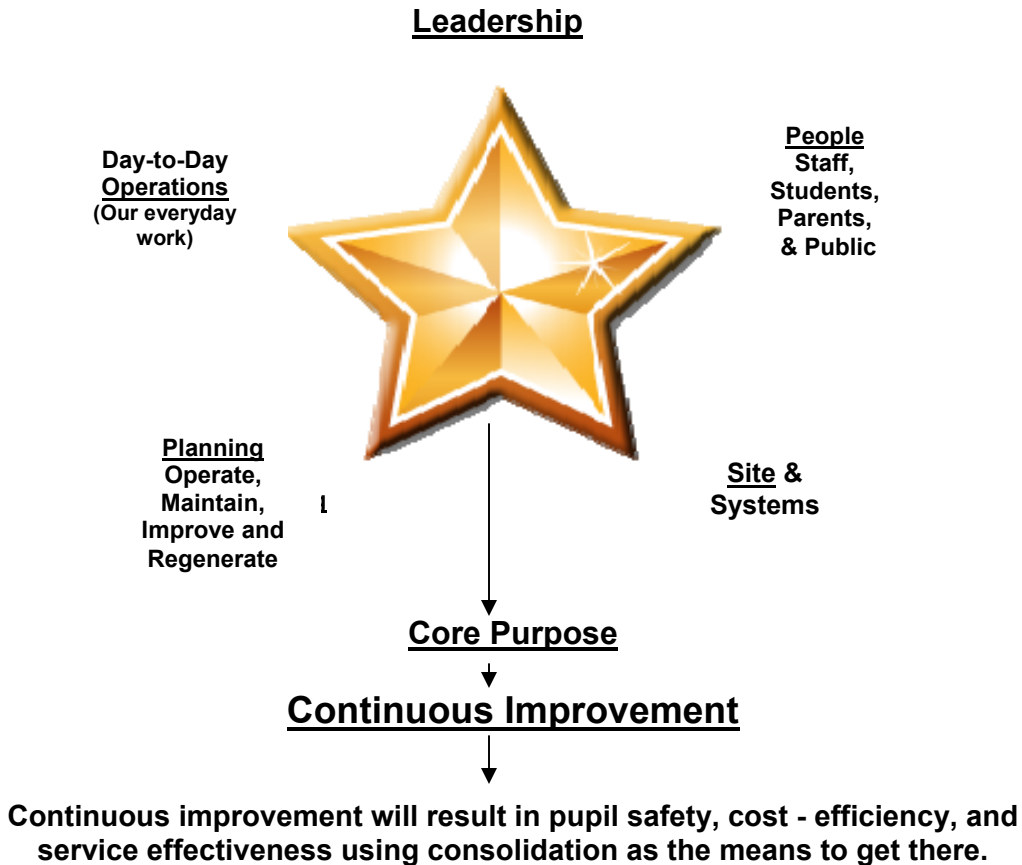 Leadership
Day-to-Day
Operations
(Our everyday
work)
People
Staff,
Students,
Parents,
& Public
Planning
Operate,
Maintain,
Improve and
Regenerate
Site &
Systems
Core Purpose
Continuous Improvement
Continuous improvement will result in pupil safety, cost - efficiency, and
service effectiveness using consolidation as the means to get there.